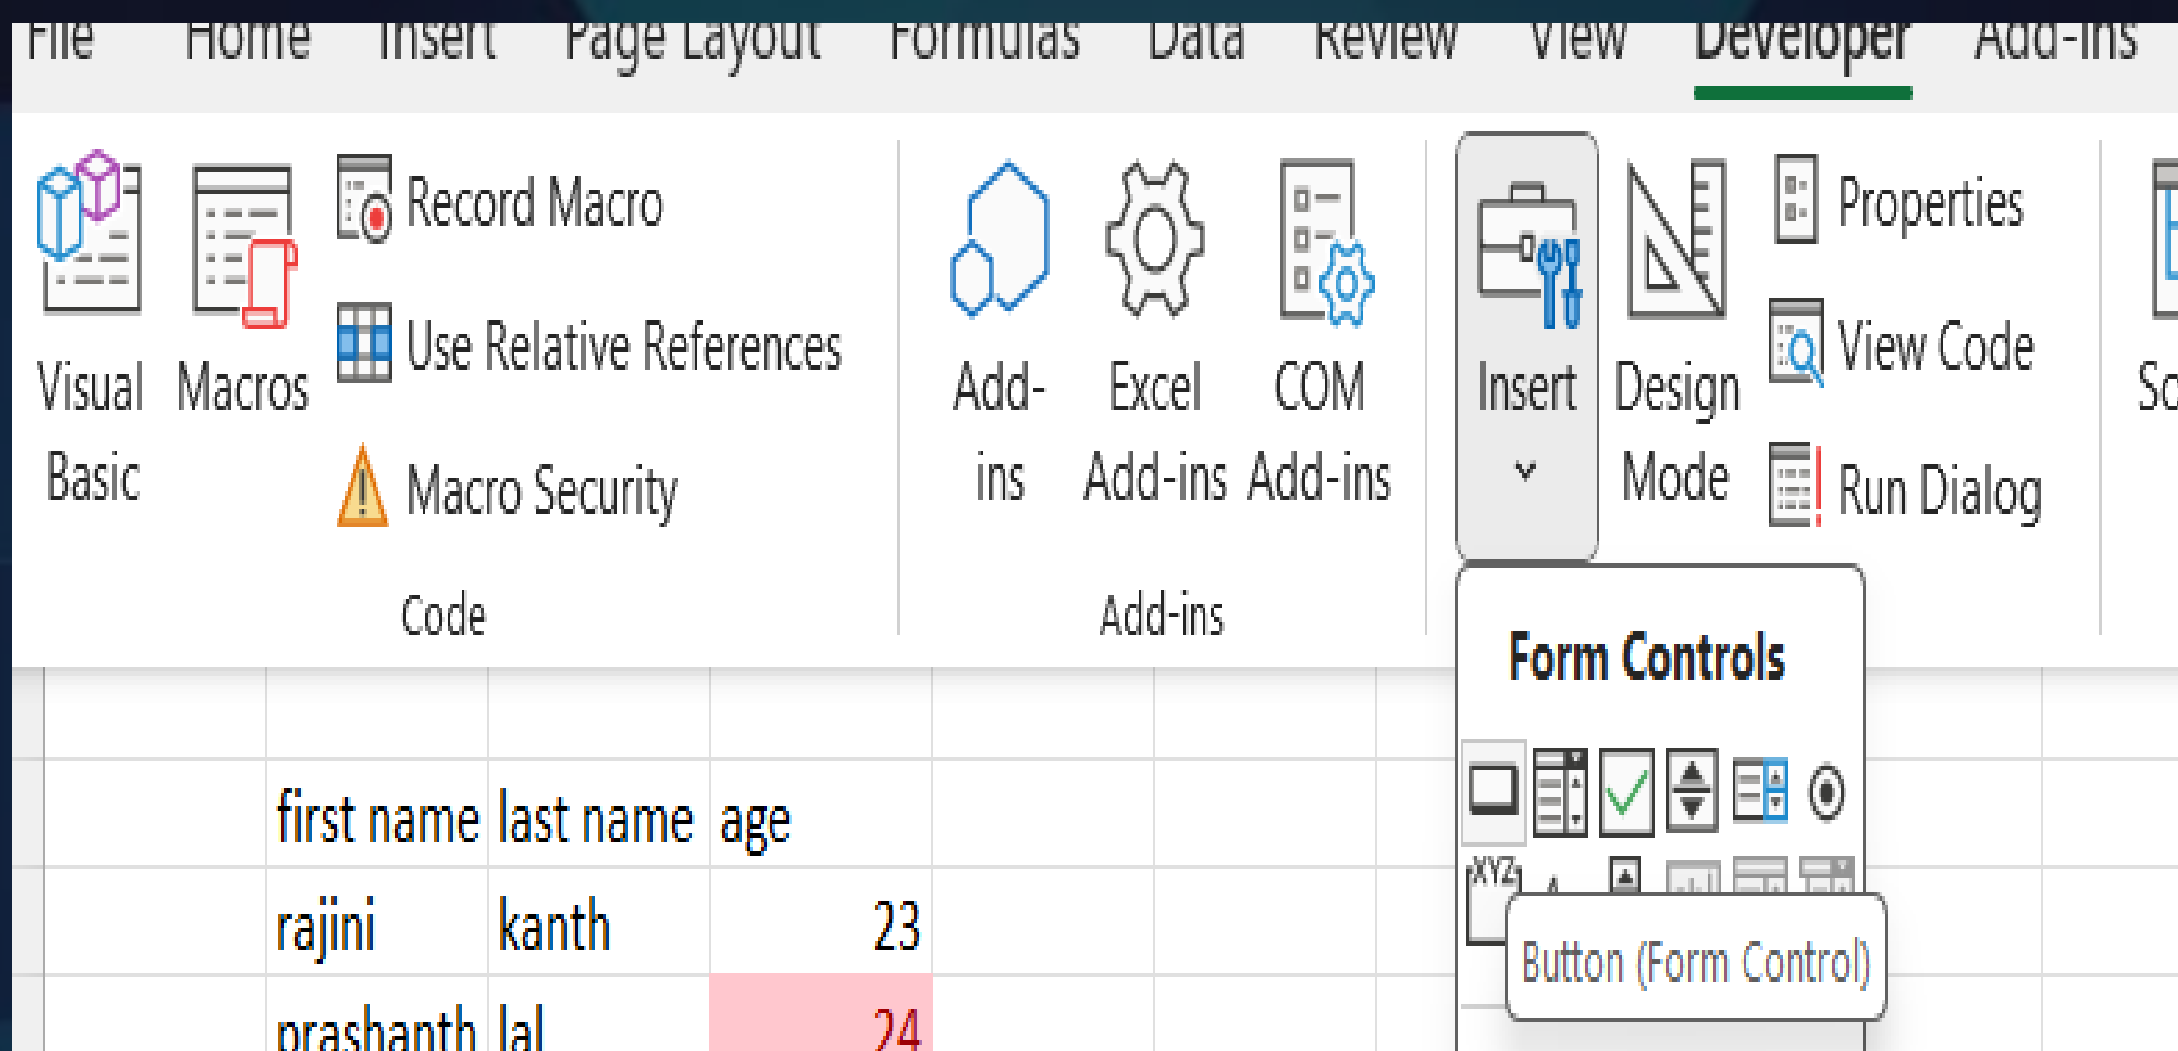 File Home Insert Page Layout Formulas Data Review View Developer Add-ins
Visual Basic
Macros
Record Macro
Use Relative References
Macro Security
Code
Add-ins
Excel Add-ins
COM Add-ins
Add-ins
Insert
Design Mode
Properties
View Code
Run Dialog
So
Form Controls
XYZ
Button (Form Control)
first name last name age
rajini kanth 23
prashanth lal 24